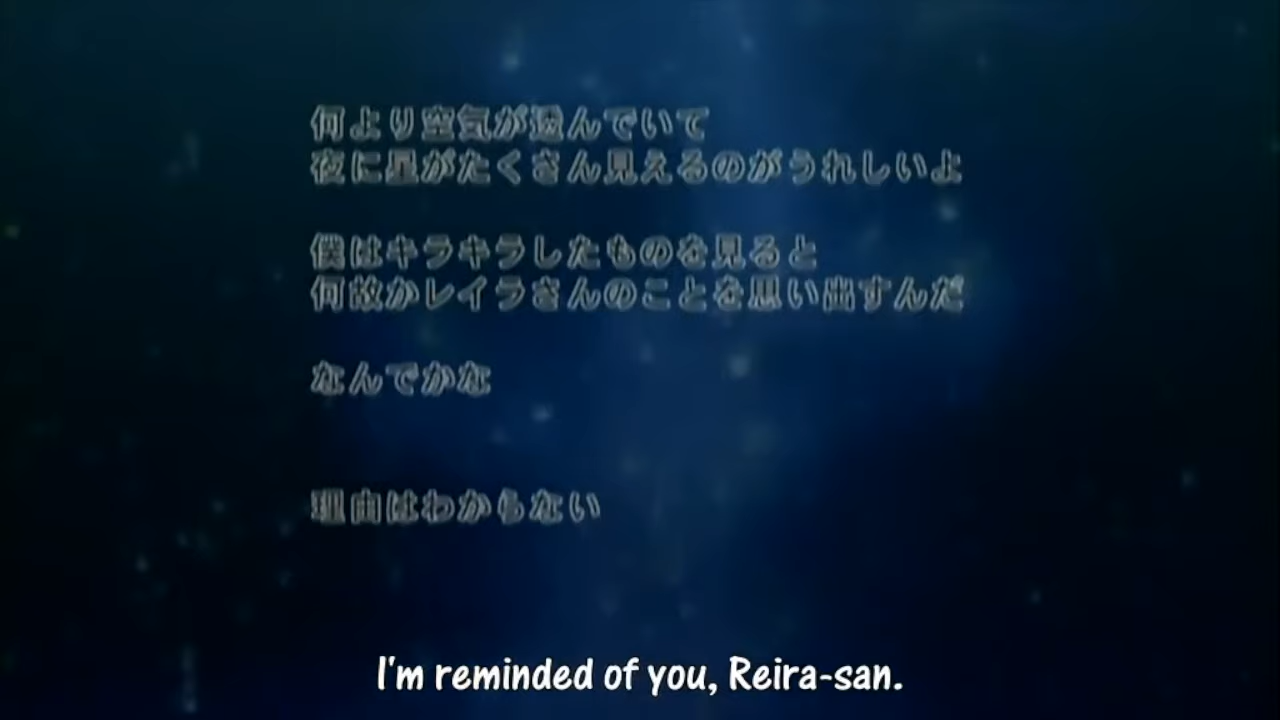 何より空気が透んでいて
夜に星がたくさん見えるのがうれしいよ
僕はキラキラしたものを見ると
何故かレイラさんのことを思い出すんだ
なんでかな
理由はわからない
I'm reminded of you, Reira-san.